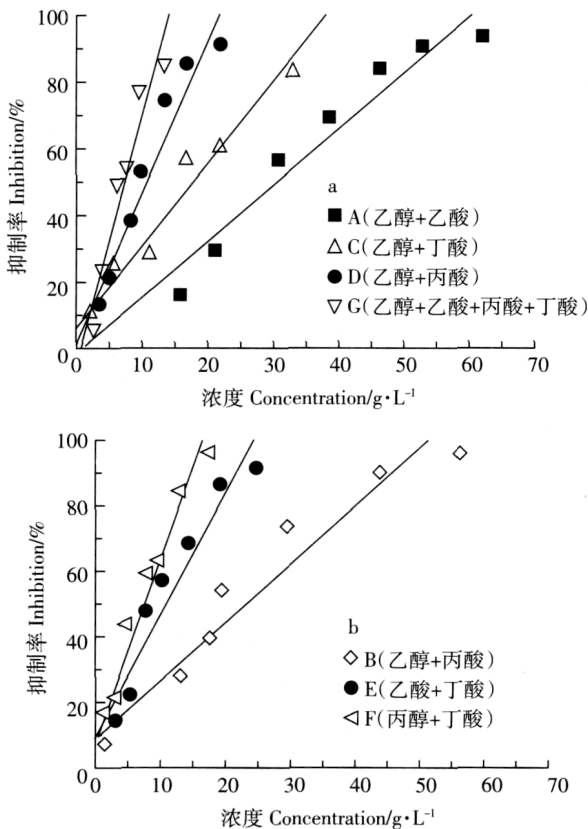 100
80
60
40
20
0
抑制率 Inhibition/%
a
A(乙醇+乙酸)
C(乙醇+丁酸)
D(乙醇+丙酸)
G(乙醇+乙酸+丙酸+丁酸)
0 10 20 30 40 50 60 70
浓度 Concentration/g·L⁻¹
100
80
60
40
20
0
抑制率 Inhibition/%
b
B(乙醇+丙酸)
E(乙酸+丁酸)
F(丙醇+丁酸)
0 10 20 30 40 50 60 70
浓度 Concentration/g·L⁻¹